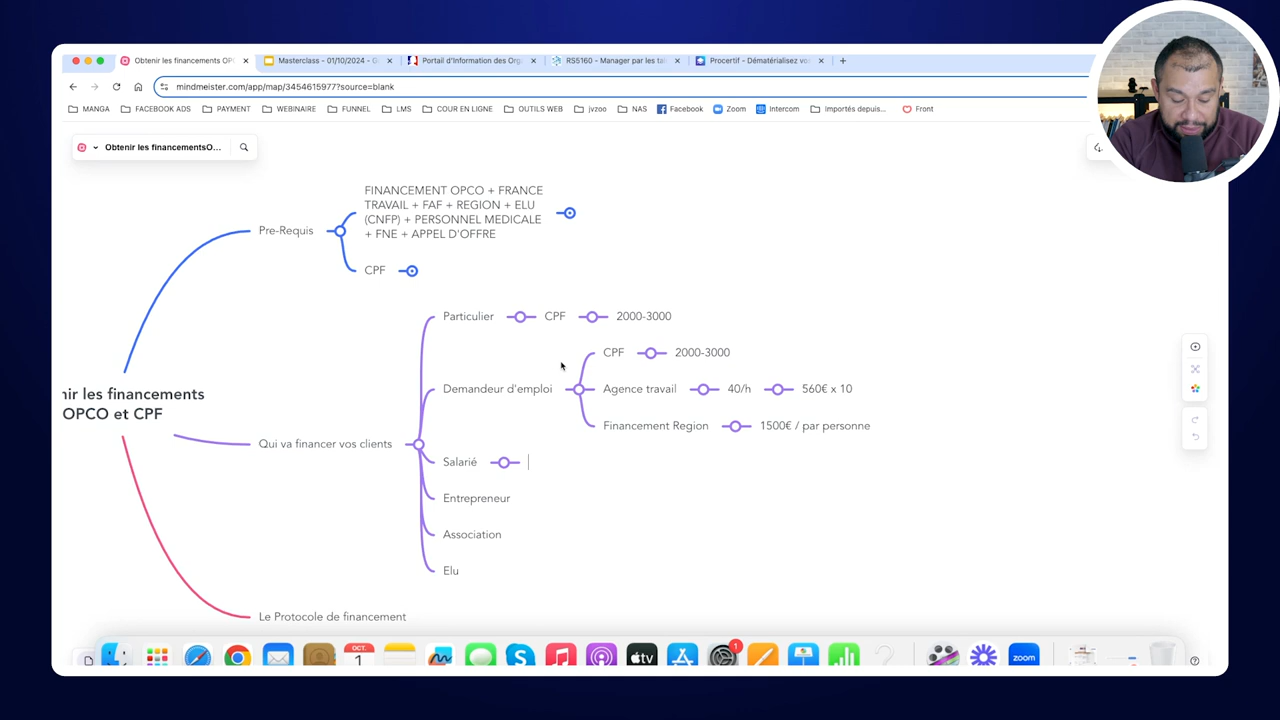 Obtenir les financements OP
Masterclass - 01/10/2024 - G
Portail d'Information des Org
RS5160 - Manager par les tal
Procertif - Dématérialisez vo
mindmeister.com/app/map/3454615977?source=blank
MANGA
FACEBOOK ADS
PAYMENT
WEBINAIRE
FUNNEL
LMS
COUR EN LIGNE
OUTILS WEB
jvzoo
NAS
Facebook
Zoom
Intercom
Importés depuis...
Front
Obtenir les financementsO...
FINANCEMENT OPCO + FRANCE
TRAVAIL + FAF + REGION + ELU
(CNFP) + PERSONNEL MEDICALE
+ FNE + APPEL D'OFFRE
Pre-Requis
CPF
Particulier
CPF
2000-3000
CPF
2000-3000
Demandeur d'emploi
Agence travail
40/h
560€ x 10
Financement Region
1500€ / par personne
nir les financements
OPCO et CPF
Qui va financer vos clients
Salarié
Entrepreneur
Association
Elu
Le Protocole de financement
OCT.
1
1
tv
zoom